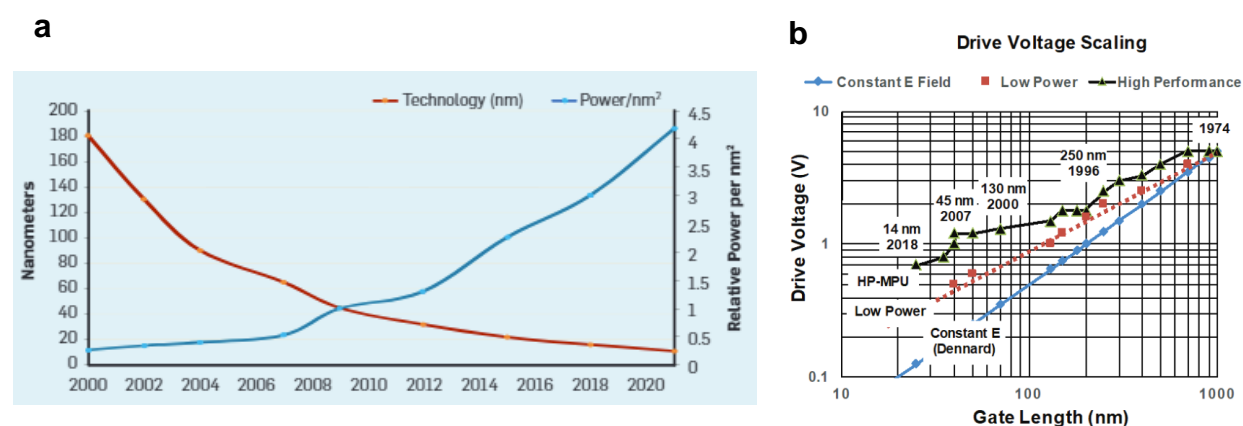 a
Technology (nm)
Power/nm²
200
180
160
140
120
100
80
60
40
20
0
Nanometers
4.5
4
3.5
3
2.5
2
1.5
1
0.5
0
Relative Power per nm²
2000 2002 2004 2006 2008 2010 2012 2014 2016 2018 2020
b
Drive Voltage Scaling
Constant E Field
Low Power
High Performance
10
1
0.1
Drive Voltage (V)
1974
250 nm
1996
130 nm
2000
45 nm
2007
14 nm
2018
HP-MPU
Low Power
Constant E
(Dennard)
10 100 1000
Gate Length (nm)